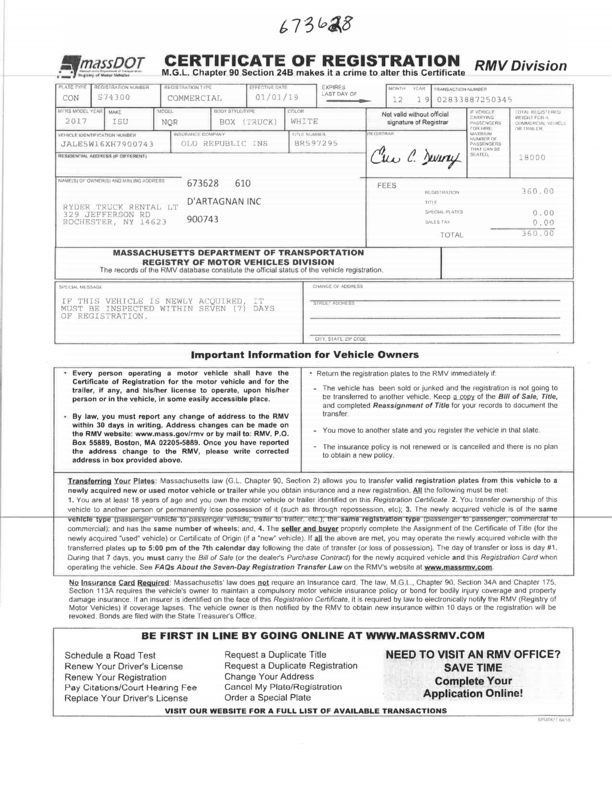 673628
massDOT
Massachusetts Department of Transportation
Registry of Motor Vehicles
CERTIFICATE OF REGISTRATION
RMV Division
M.G.L. Chapter 90 Section 24B makes it a crime to alter this Certificate
PLATE TYPE REGISTRATION NUMBER REGISTRATION TYPE EFFECTIVE DATE EXPIRES LAST DAY OF MONTH YEAR TRANSACTION NUMBER
CON S74300 COMMERCIAL 01/01/19 12 19 02833887250345
MFRS MODEL YEAR MAKE MODEL BODY STYLE/TYPE COLOR
2017 ISU NQR BOX (TRUCK) WHITE
Not valid without official
signature of Registrar
IF VEHICLE
CARRYING
PASSENGERS
FOR HIRE:
MAXIMUM
NUMBER OF
PASSENGERS
THAT CAN BE
SEATED.
TOTAL REGISTERED
WEIGHT FOR A
COMMERCIAL VEHICLE
OR TRAILER
18000
VEHICLE IDENTIFICATION NUMBER INSURANCE COMPANY TITLE NUMBER REGISTRAR
JALE5W16XH7900743 OLD REPUBLIC INS BR597295
RESIDENTIAL ADDRESS (IF DIFFERENT)
NAME(S) OF OWNER(S) AND MAILING ADDRESS
673628 610
D'ARTAGNAN INC
RYDER TRUCK RENTAL LT
329 JEFFERSON RD
ROCHESTER, NY 14623
900743
FEES
REGISTRATION 360.00
TITLE
SPECIAL PLATES 0.00
SALES TAX 0.00
TOTAL 360.00
MASSACHUSETTS DEPARTMENT OF TRANSPORTATION
REGISTRY OF MOTOR VEHICLES DIVISION
The records of the RMV database constitute the official status of the vehicle registration.
SPECIAL MESSAGE
IF THIS VEHICLE IS NEWLY ACQUIRED, IT
MUST BE INSPECTED WITHIN SEVEN (7) DAYS
OF REGISTRATION.
CHANGE OF ADDRESS
STREET ADDRESS
CITY, STATE, ZIP CODE
Important Information for Vehicle Owners
• Every person operating a motor vehicle shall have the
Certificate of Registration for the motor vehicle and for the
trailer, if any, and his/her license to operate, upon his/her
person or in the vehicle, in some easily accessible place.
• By law, you must report any change of address to the RMV
within 30 days in writing. Address changes can be made on
the RMV website: www.mass.gov/rmv or by mail to: RMV, P.O.
Box 55889, Boston, MA 02205-5889. Once you have reported
the address change to the RMV, please write corrected
address in box provided above.
• Return the registration plates to the RMV immediately if:
- The vehicle has been sold or junked and the registration is not going to
be transferred to another vehicle. Keep a copy of the Bill of Sale, Title,
and completed Reassignment of Title for your records to document the
transfer.
- You move to another state and you register the vehicle in that state.
- The insurance policy is not renewed or is cancelled and there is no plan
to obtain a new policy.
Transferring Your Plates: Massachusetts law (G.L. Chapter 90, Section 2) allows you to transfer valid registration plates from this vehicle to a
newly acquired new or used motor vehicle or trailer while you obtain insurance and a new registration. All the following must be met:
1. You are at least 18 years of age and you own the motor vehicle or trailer identified on this Registration Certificate. 2. You transfer ownership of this
vehicle to another person or permanently lose possession of it (such as through repossession, etc); 3. The newly acquired vehicle is of the same
vehicle type (passenger vehicle to passenger vehicle, trailer to trailer, etc.); the same registration type (passenger to passenger, commercial to
commercial); and has the same number of wheels; and, 4. The seller and buyer properly complete the Assignment of the Certificate of Title (for the
newly acquired "used" vehicle) or Certificate of Origin (if a "new" vehicle). If all the above are met, you may operate the newly acquired vehicle with the
transferred plates up to 5:00 pm of the 7th calendar day following the date of transfer (or loss of possession). The day of transfer or loss is day #1.
During that 7 days, you must carry the Bill of Sale (or the dealer's Purchase Contract) for the newly acquired vehicle and this Registration Card when
operating the vehicle. See FAQs About the Seven-Day Registration Transfer Law on the RMV's website at www.massrmv.com.
No Insurance Card Required: Massachusetts' law does not require an Insurance card. The law, M.G.L., Chapter 90, Section 34A and Chapter 175,
Section 113A requires the vehicle's owner to maintain a compulsory motor vehicle insurance policy or bond for bodily injury coverage and property
damage insurance. If an insurer is identified on the face of this Registration Certificate, it is required by law to electronically notify the RMV (Registry of
Motor Vehicles) if coverage lapses. The vehicle owner is then notified by the RMV to obtain new insurance within 10 days or the registration will be
revoked. Bonds are filed with the State Treasurer's Office.
BE FIRST IN LINE BY GOING ONLINE AT WWW.MASSRMV.COM
Schedule a Road Test
Renew Your Driver's License
Renew Your Registration
Pay Citations/Court Hearing Fee
Replace Your Driver's License
Request a Duplicate Title
Request a Duplicate Registration
Change Your Address
Cancel My Plate/Registration
Order a Special Plate
NEED TO VISIT AN RMV OFFICE?
SAVE TIME
Complete Your
Application Online!
VISIT OUR WEBSITE FOR A FULL LIST OF AVAILABLE TRANSACTIONS